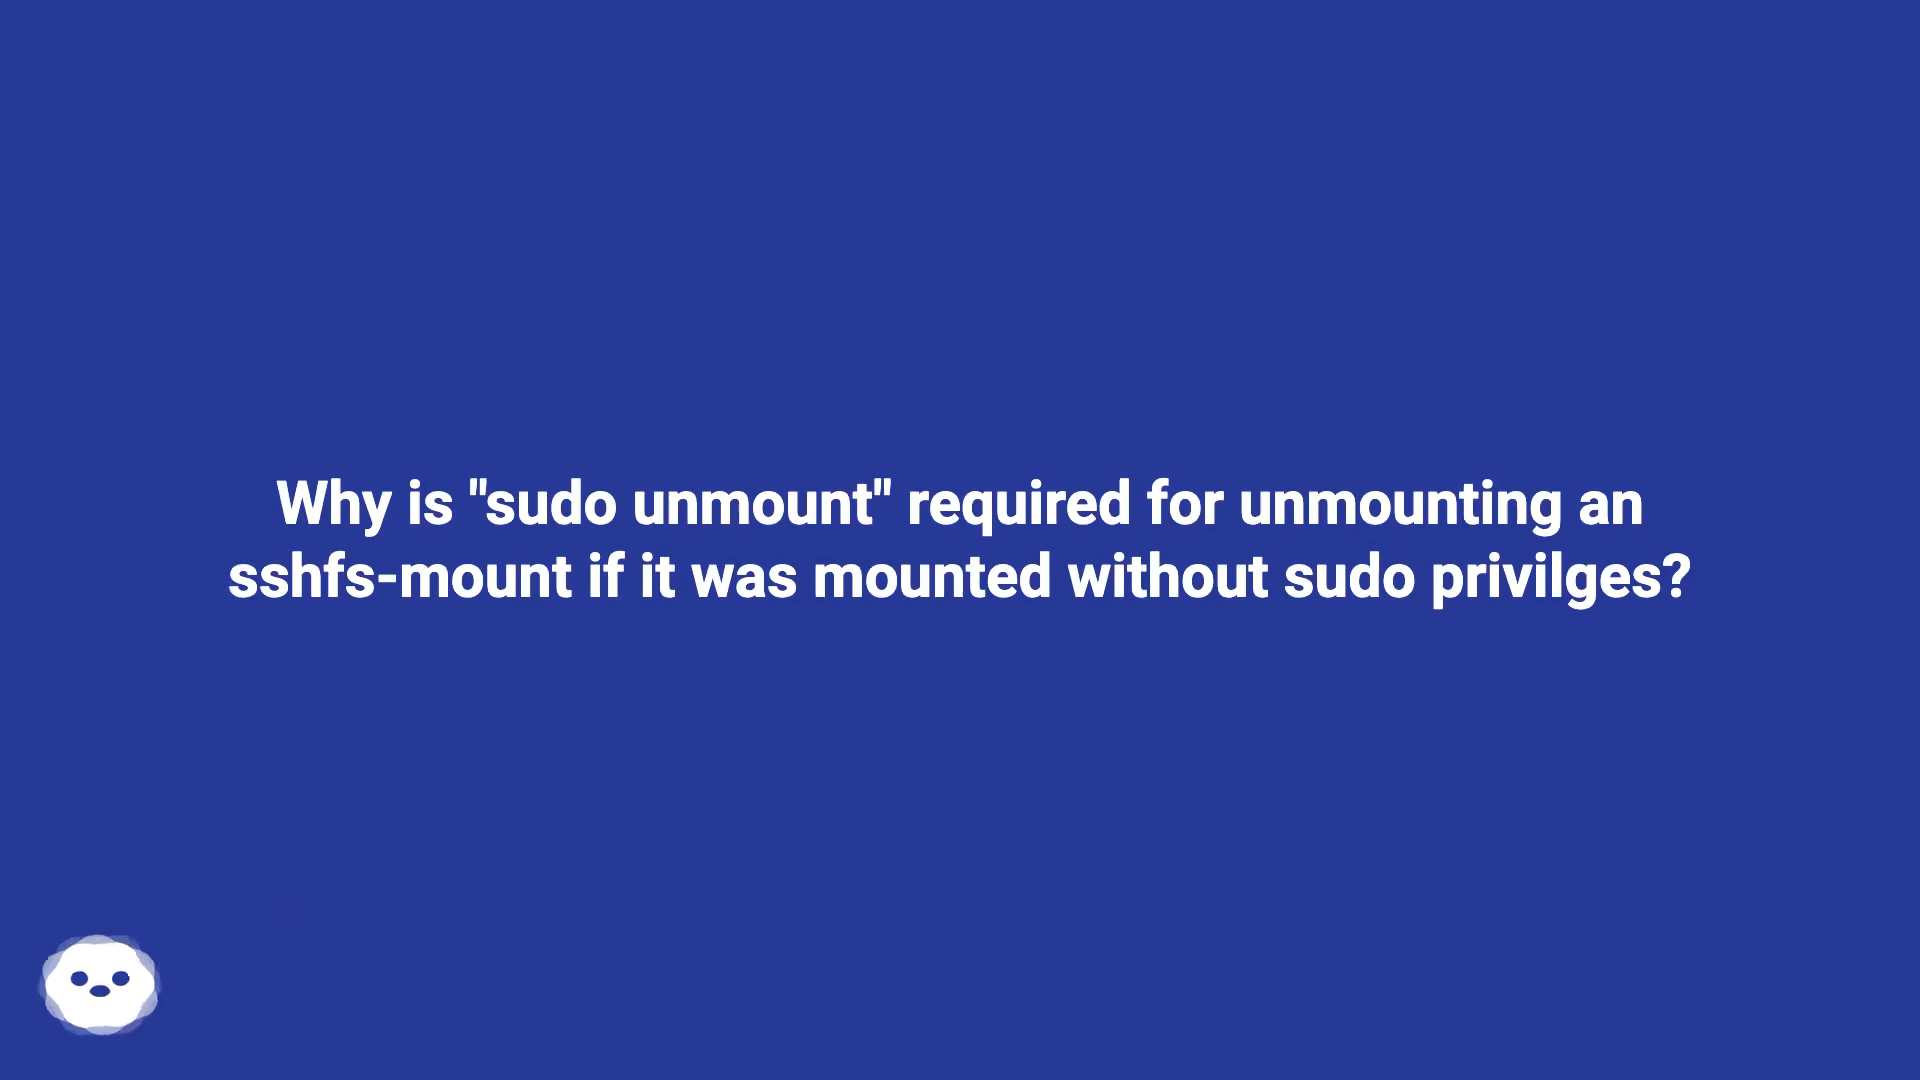 Why is "sudo unmount" required for unmounting an
sshfs-mount if it was mounted without sudo privilges?